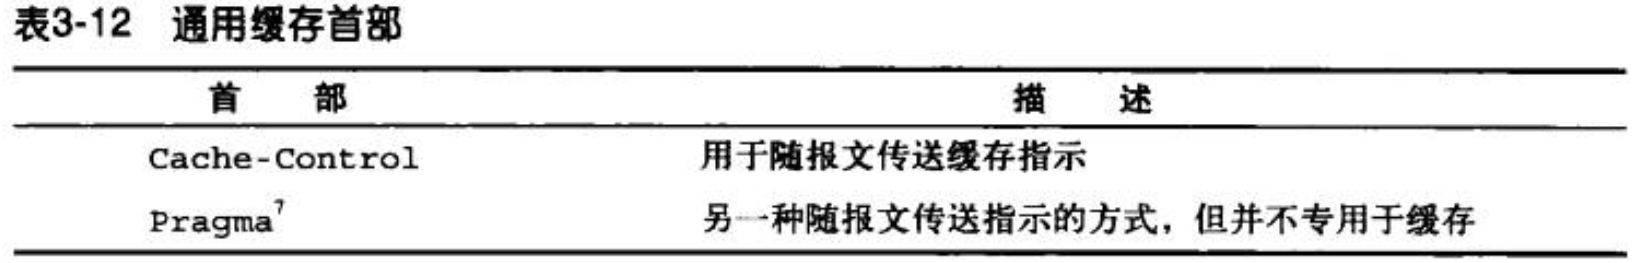 表3-12 通用缓存首部
首 部 描 述
Cache-Control 用于随报文传送缓存指示
Pragma⁷ 另一种随报文传送指示的方式，但并不专用于缓存